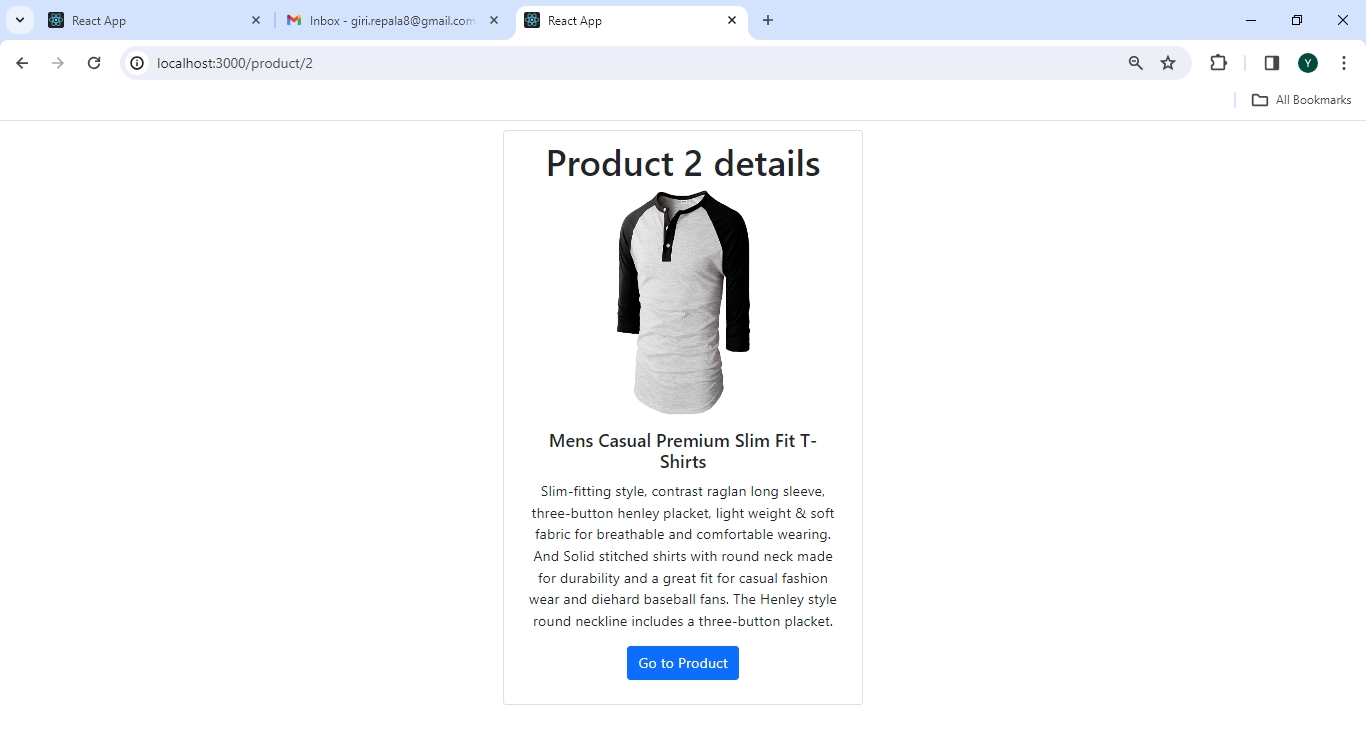 React App
Inbox - giri.repala8@gmail.com
React App
localhost:3000/product/2
Y
All Bookmarks
Product 2 details
Mens Casual Premium Slim Fit T-
Shirts
Slim-fitting style, contrast raglan long sleeve,
three-button henley placket, light weight & soft
fabric for breathable and comfortable wearing.
And Solid stitched shirts with round neck made
for durability and a great fit for casual fashion
wear and diehard baseball fans. The Henley style
round neckline includes a three-button placket.
Go to Product